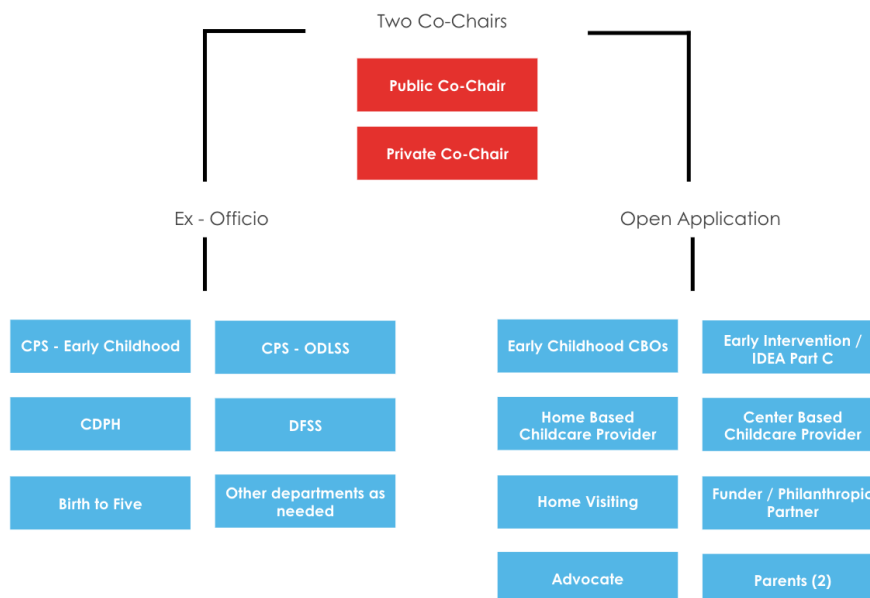 Two Co-Chairs
Public Co-Chair
Private Co-Chair
Ex - Officio
Open Application
CPS - Early Childhood
CPS - ODLSS
CDPH
DFSS
Birth to Five
Other departments as
needed
Early Childhood CBOs
Early Intervention /
IDEA Part C
Home Based
Childcare Provider
Center Based
Childcare Provider
Home Visiting
Funder / Philanthropic
Partner
Advocate
Parents (2)